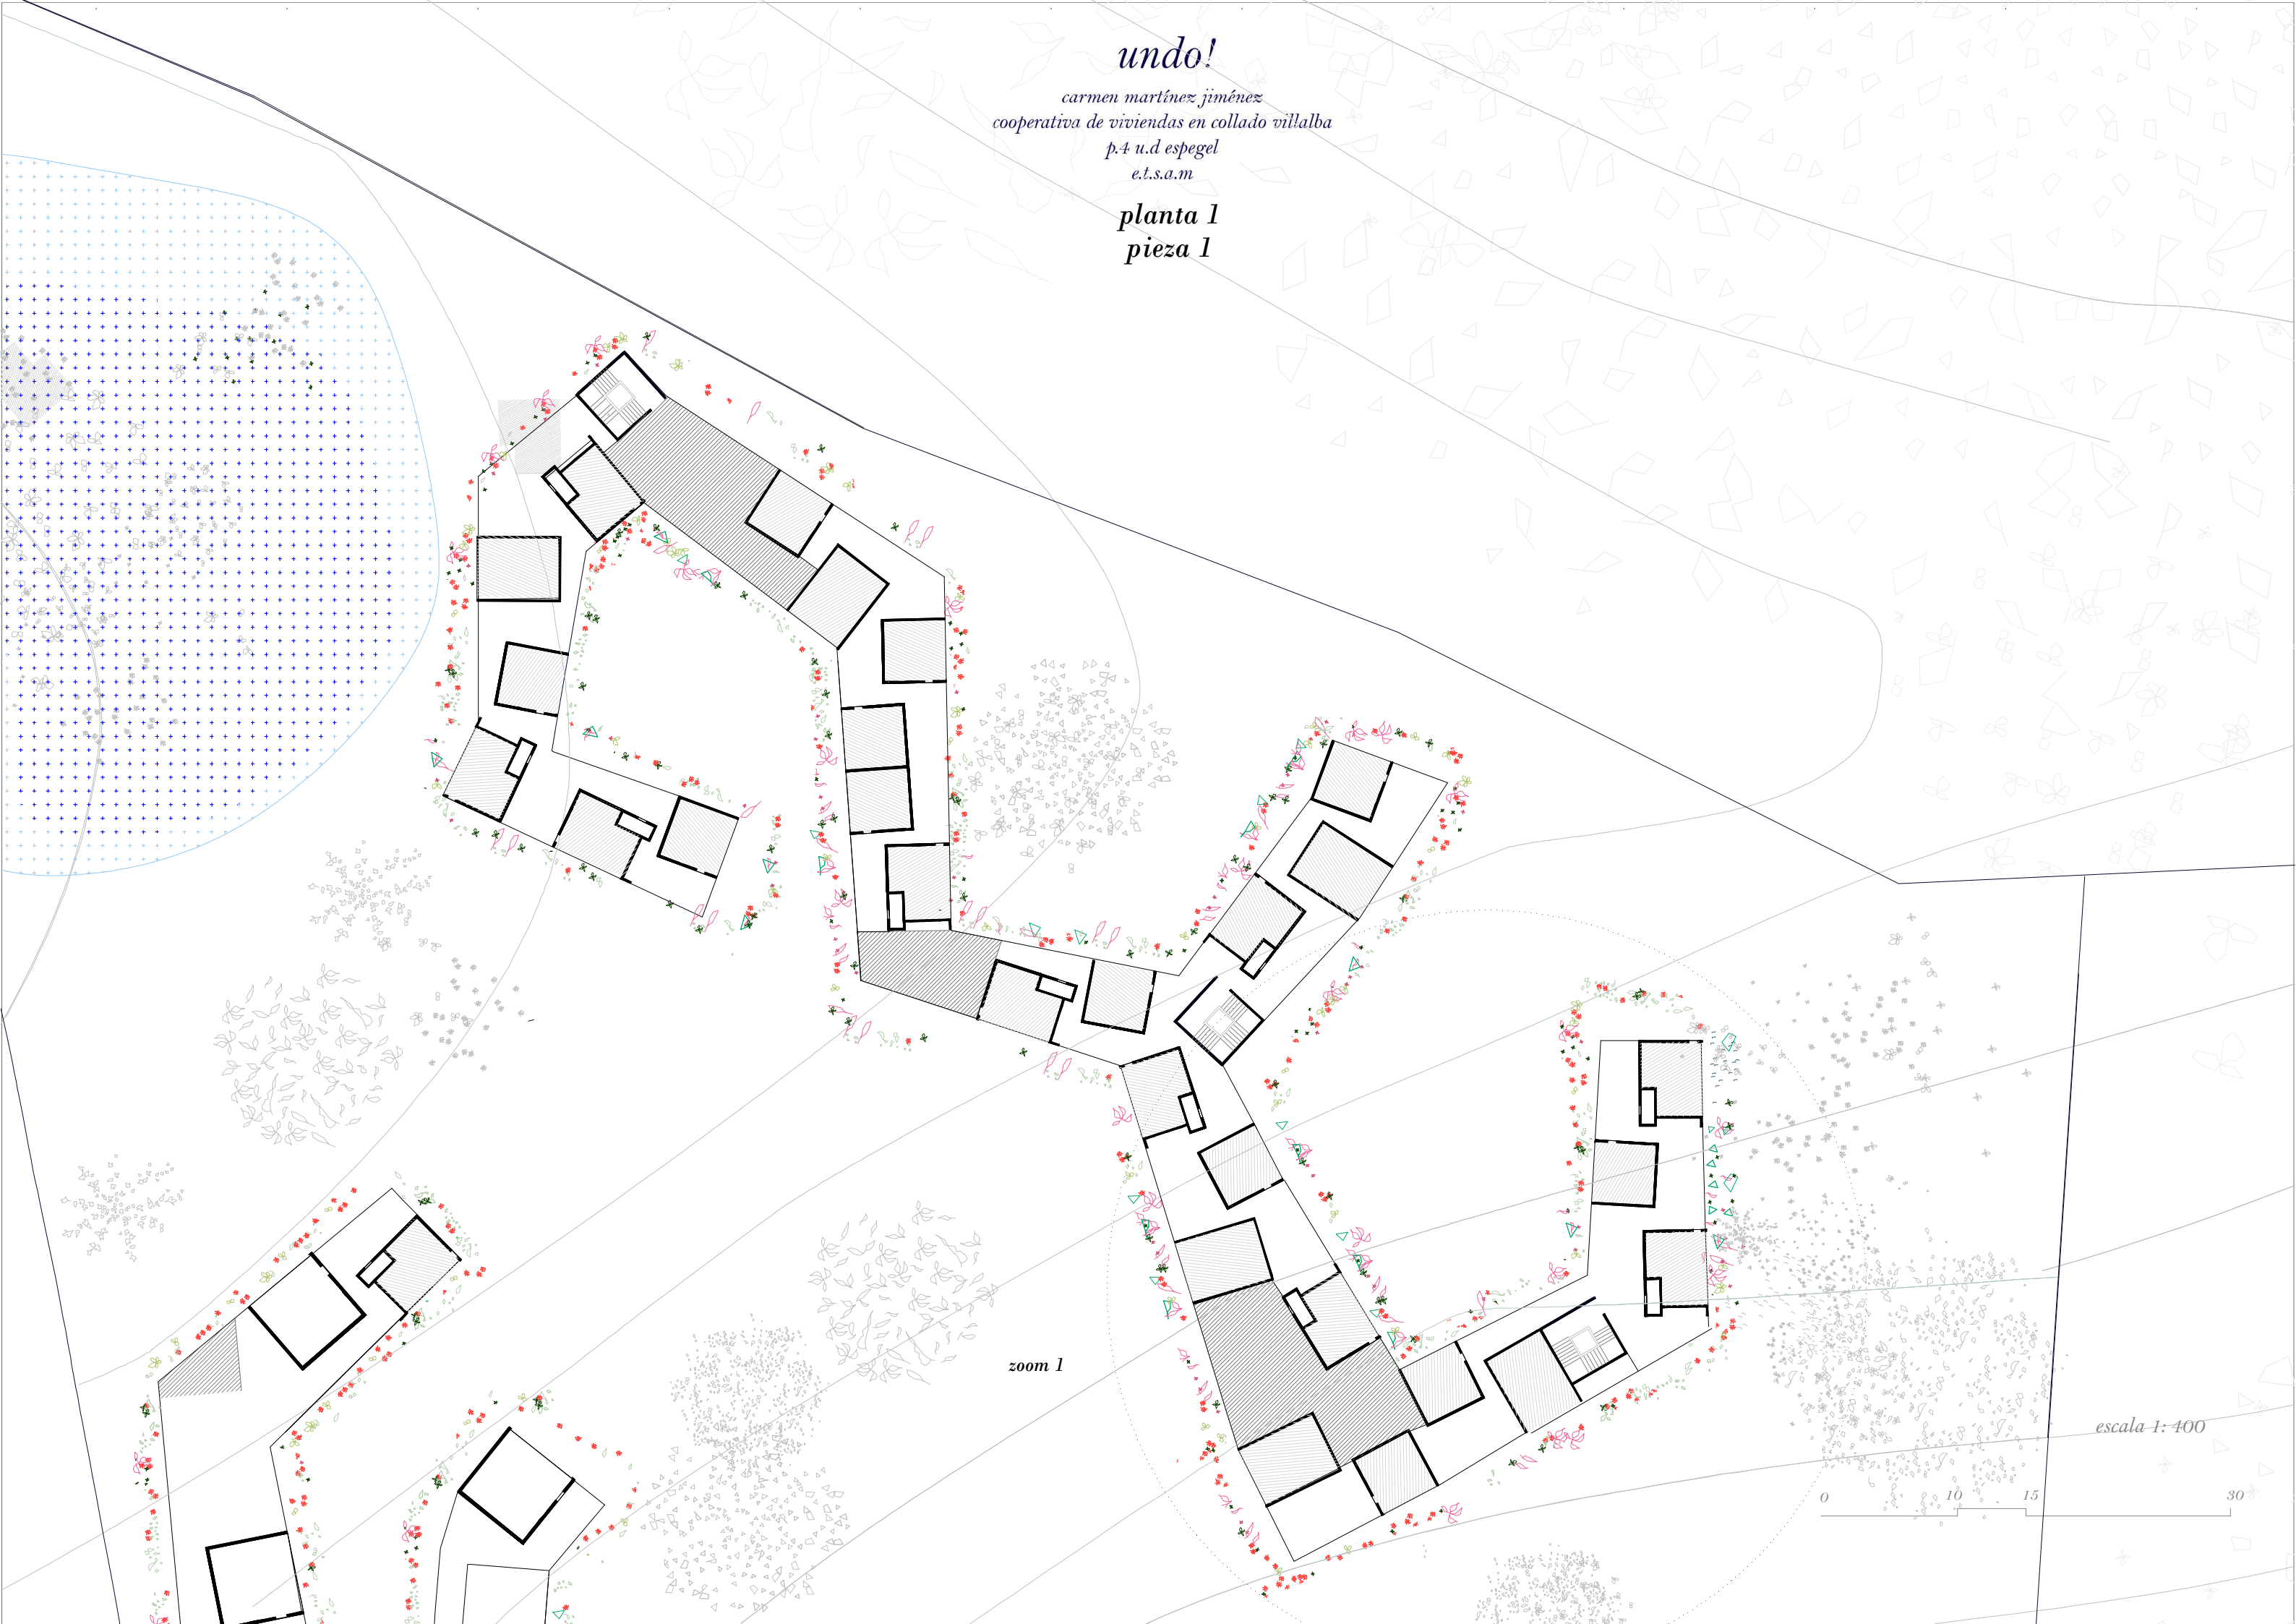 undo!
carmen martínez jiménez
cooperativa de viviendas en collado villalba
p.4 u.d espegel
e.t.s.a.m
planta 1
pieza 1
zoom 1
escala 1: 400
0 10 15 30